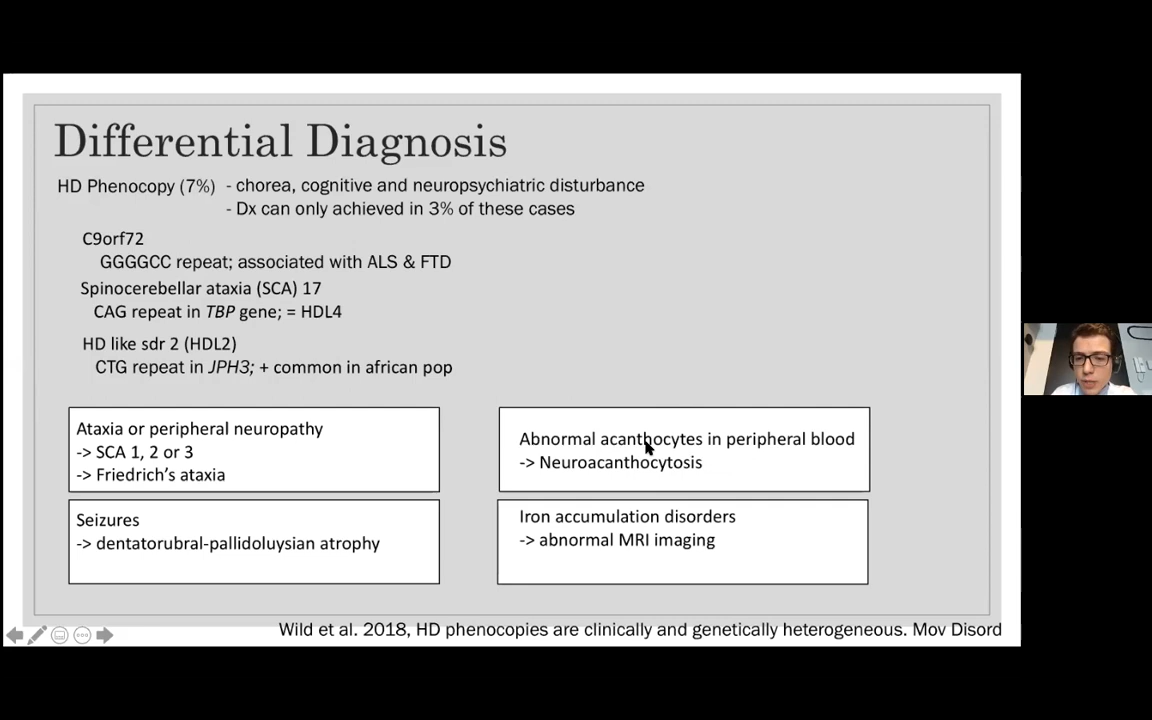 Differential Diagnosis
HD Phenocopy (7%) - chorea, cognitive and neuropsychiatric disturbance
- Dx can only achieved in 3% of these cases
C9orf72
GGGGCC repeat; associated with ALS & FTD
Spinocerebellar ataxia (SCA) 17
CAG repeat in TBP gene; = HDL4
HD like sdr 2 (HDL2)
CTG repeat in JPH3; + common in african pop
Ataxia or peripheral neuropathy
-> SCA 1, 2 or 3
-> Friedrich's ataxia
Abnormal acanthocytes in peripheral blood
-> Neuroacanthocytosis
Seizures
-> dentatorubral-pallidoluysian atrophy
Iron accumulation disorders
-> abnormal MRI imaging
Wild et al. 2018, HD phenocopies are clinically and genetically heterogeneous. Mov Disord